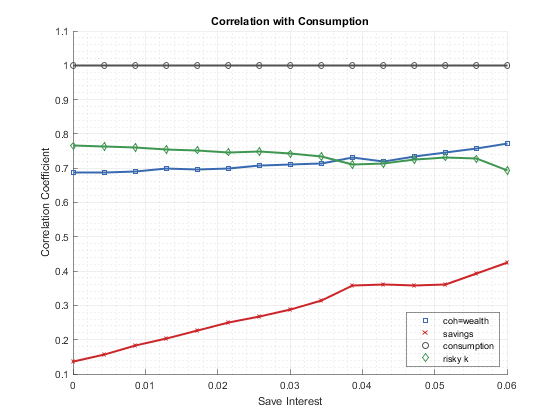 Correlation with Consumption
1.1
1
0.9
0.8
0.7
0.6
0.5
0.4
0.3
0.2
0.1
Correlation Coefficient
0 0.01 0.02 0.03 0.04 0.05 0.06
Save Interest
coh=wealth
savings
consumption
risky k